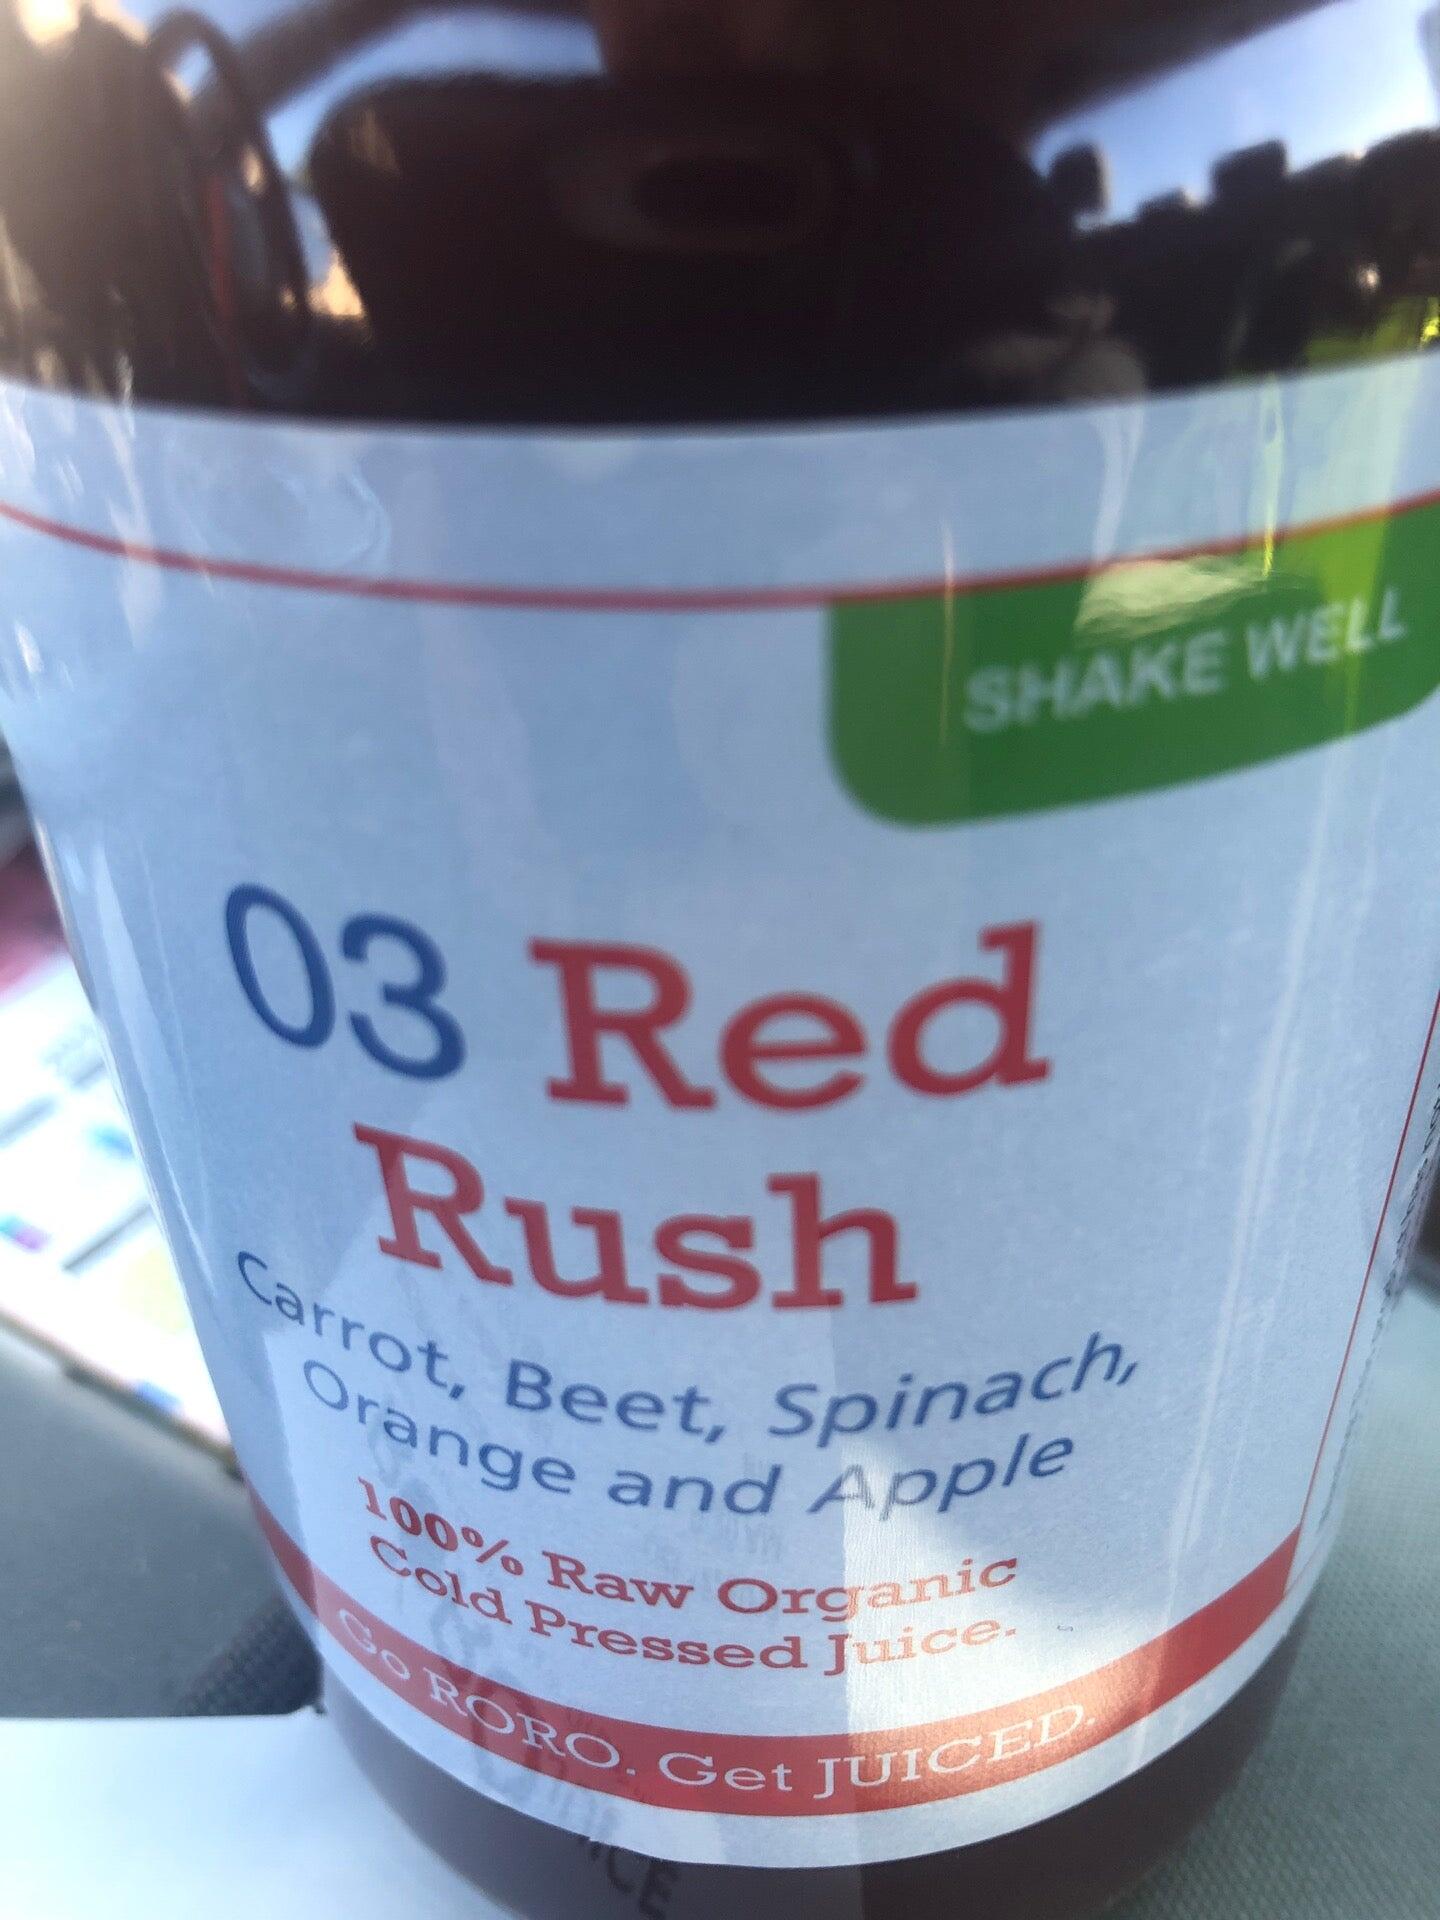 SHAKE WELL
03 Red
Rush
Carrot, Beet, Spinach,
Orange and Apple
100% Raw Organic
Cold Pressed Juice.
Go RORO. Get JUICED.